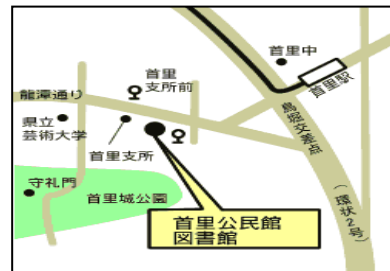 首里中
首里駅
首里
支所前
龍潭通り
県立
芸術大学
首里支所
鳥堀交差点
守礼門
首里城公園
(環状2号)
首里公民館
図書館